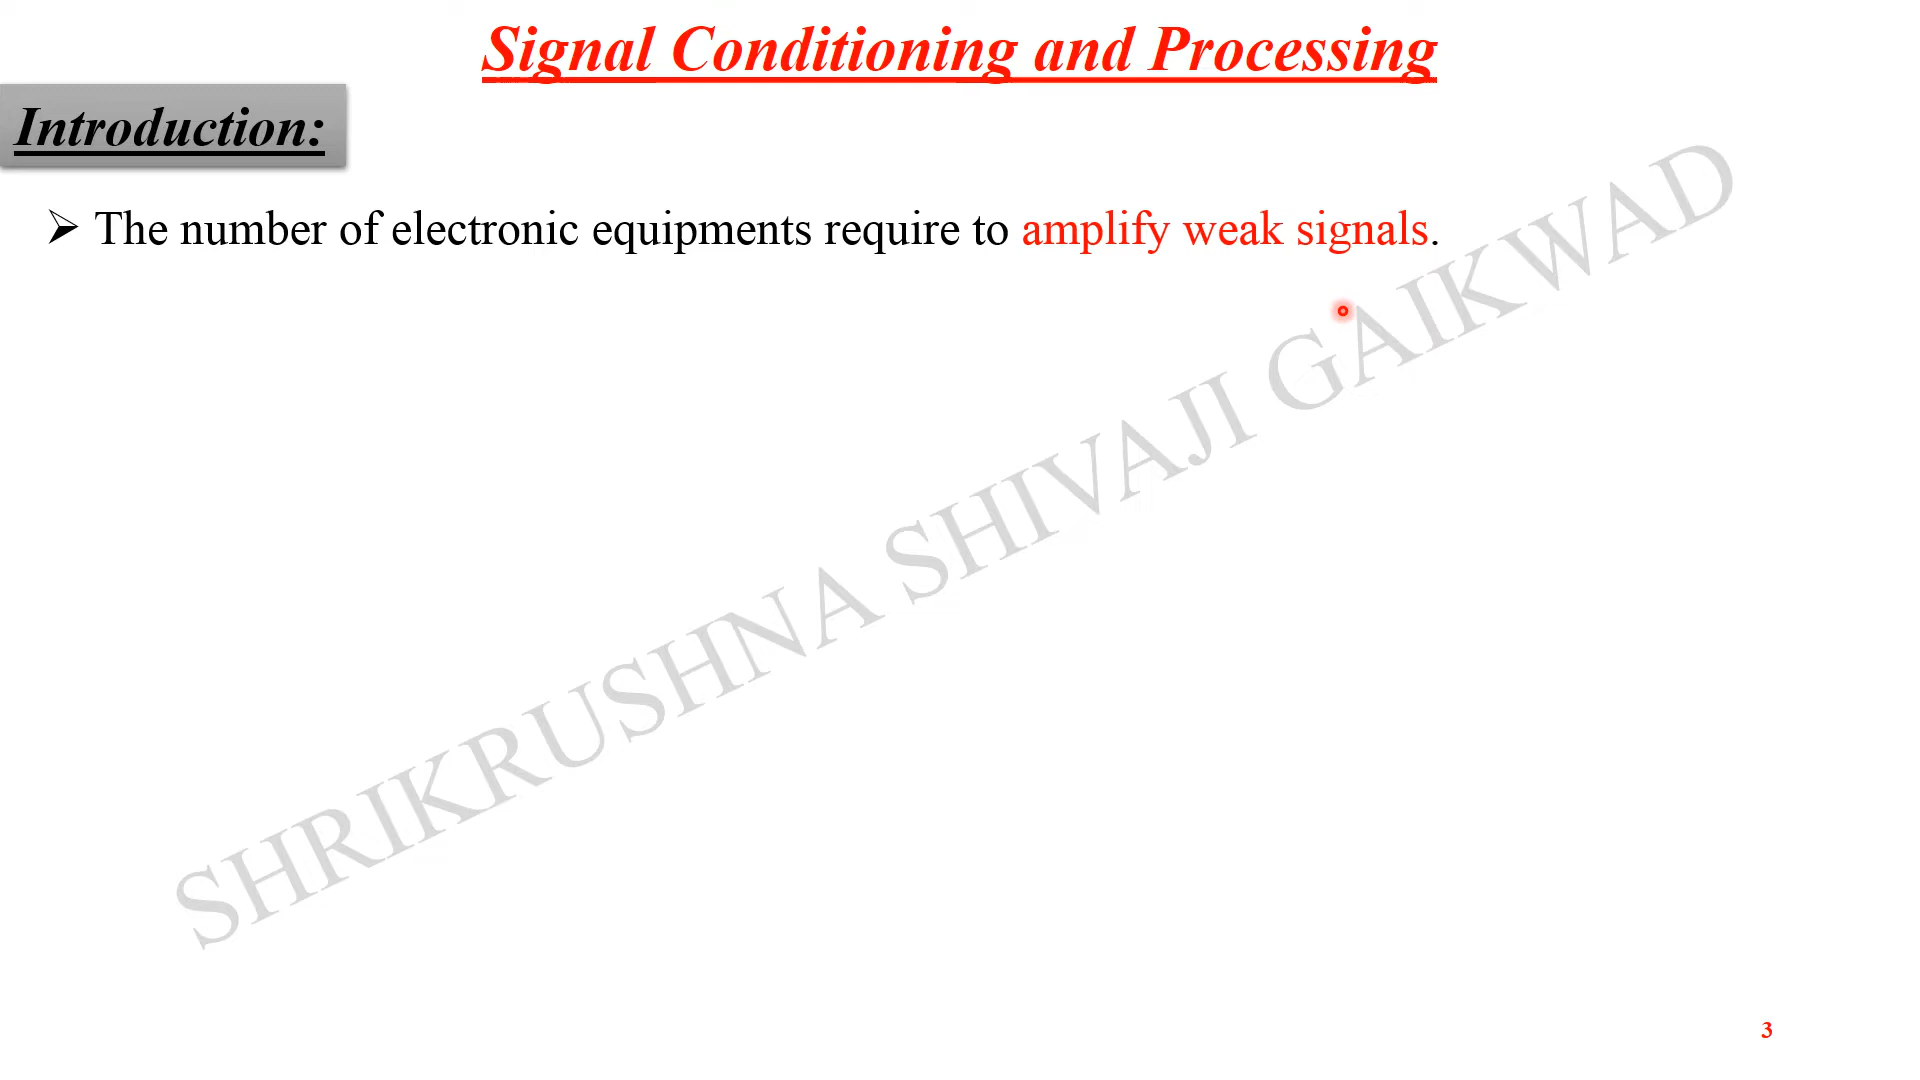 Signal Conditioning and Processing
Introduction:
➢ The number of electronic equipments require to amplify weak signals.
SHRIKRUSHNA SHIVAJI GAIKWAD
3